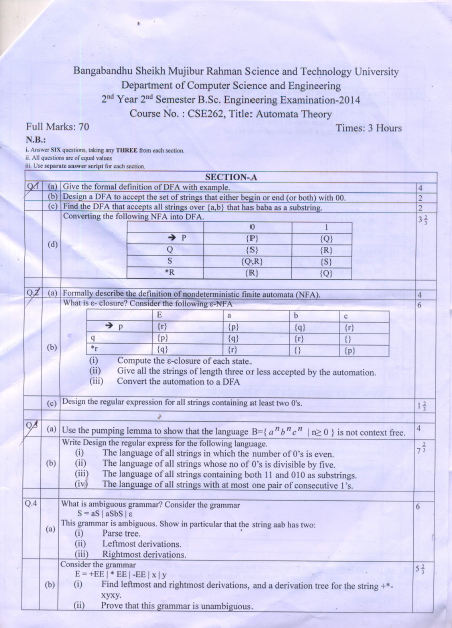 Bangabandhu Sheikh Mujibur Rahman Science and Technology University
Department of Computer Science and Engineering
2nd Year 2nd Semester B.Sc. Engineering Examination-2014
Course No. : CSE262, Title: Automata Theory
Full Marks: 70 Times: 3 Hours
N.B.:
i. Answer SIX questions, taking any THREE from each section.
ii. All questions are of equal values
iii. Use separate answer script for each section.
SECTION-A
Q.1 (a) Give the formal definition of DFA with example. 4
(b) Design a DFA to accept the set of strings that either begin or end (or both) with 00. 2
(c) Find the DFA that accepts all strings over {a,b} that has baba as a substring. 2
(d) Converting the following NFA into DFA. 3 2/3
0 1
→ P {P} {Q}
Q {S} {R}
S {Q,R} {S}
*R {R} {Q}
Q.2 (a) Formally describe the definition of nondeterministic finite automata (NFA). 4
(b) What is ε- closure? Consider the following ε-NFA 6
E a b c
→ p {r} {p} {q} {r}
q {p} {q} {r} {}
*r {q} {r} {} {p}
(i) Compute the ε-closure of each state.
(ii) Give all the strings of length three or less accepted by the automation.
(iii) Convert the automation to a DFA
(c) Design the regular expression for all strings containing at least two 0's. 1 2/3
Q.3 (a) Use the pumping lemma to show that the language B={ aⁿbⁿcⁿ | n≥ 0 } is not context free. 4
(b) Write Design the regular express for the following language. 7 2/3
(i) The language of all strings in which the number of 0's is even.
(ii) The language of all strings whose no of 0's is divisible by five.
(iii) The language of all strings containing both 11 and 010 as substrings.
(iv) The language of all strings with at most one pair of consecutive 1's.
Q.4 (a) What is ambiguous grammar? Consider the grammar 6
S = aS | aSbS | ε
This grammar is ambiguous. Show in particular that the string aab has two:
(i) Parse tree.
(ii) Leftmost derivations.
(iii) Rightmost derivations.
(b) Consider the grammar 5 2/3
E = +EE | * EE | -EE | x | y
(i) Find leftmost and rightmost derivations, and a derivation tree for the string +*-
xyxy.
(ii) Prove that this grammar is unambiguous.